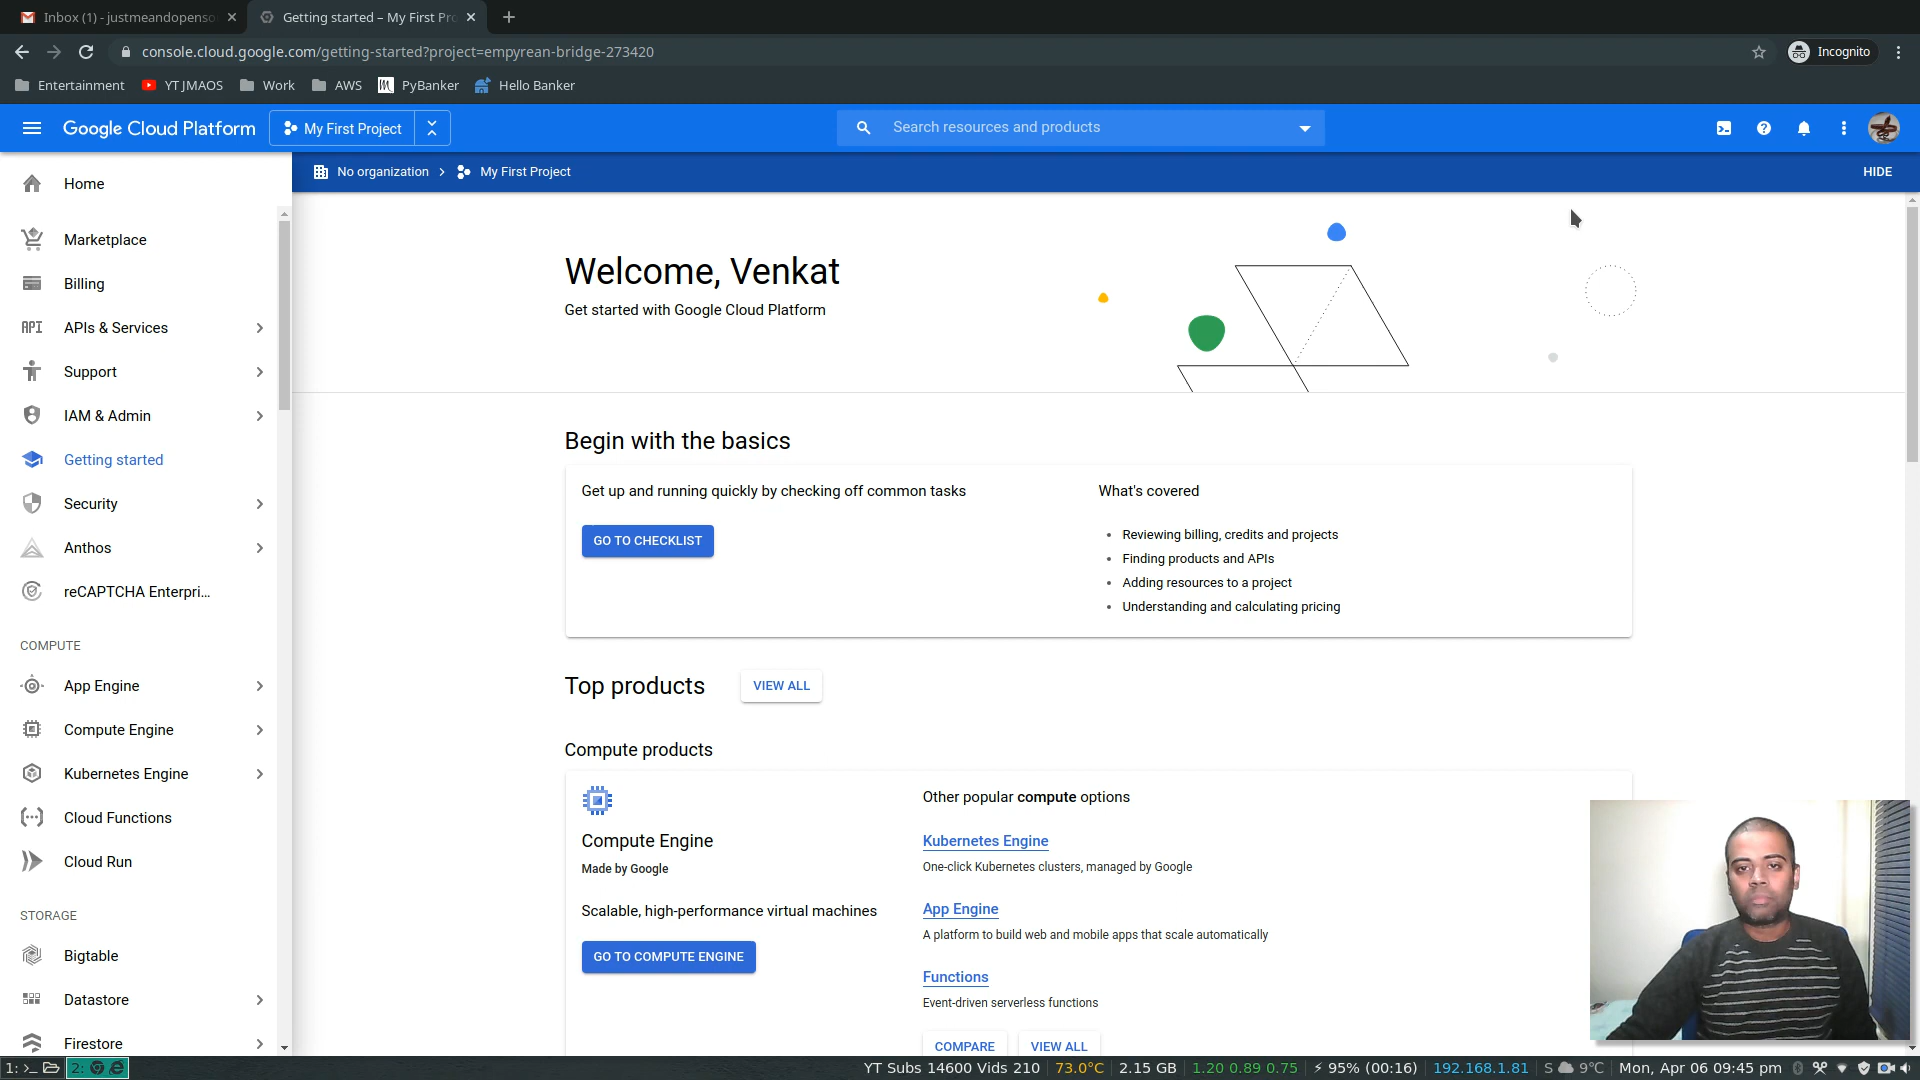 Inbox (1) - justmeandopenso
Getting started – My First Pro
console.cloud.google.com/getting-started?project=empyrean-bridge-273420
Incognito
Entertainment
YT JMAOS
Work
AWS
PyBanker
Hello Banker
Google Cloud Platform
My First Project
Search resources and products
No organization
My First Project
HIDE
Home
Marketplace
Billing
API
APIs & Services
Support
IAM & Admin
Getting started
Security
Anthos
reCAPTCHA Enterpri...
COMPUTE
App Engine
Compute Engine
Kubernetes Engine
Cloud Functions
Cloud Run
STORAGE
Bigtable
Datastore
Firestore
Welcome, Venkat
Get started with Google Cloud Platform
Begin with the basics
Get up and running quickly by checking off common tasks
GO TO CHECKLIST
What's covered
• Reviewing billing, credits and projects
• Finding products and APIs
• Adding resources to a project
• Understanding and calculating pricing
Top products
VIEW ALL
Compute products
Compute Engine
Made by Google
Scalable, high-performance virtual machines
GO TO COMPUTE ENGINE
Other popular compute options
Kubernetes Engine
One-click Kubernetes clusters, managed by Google
App Engine
A platform to build web and mobile apps that scale automatically
Functions
Event-driven serverless functions
COMPARE
VIEW ALL
1:
2:
YT Subs 14600 Vids 210
73.0°C
2.15 GB
1.20 0.89 0.75
95% (00:16)
192.168.1.81
S 9°C
Mon, Apr 06 09:45 pm